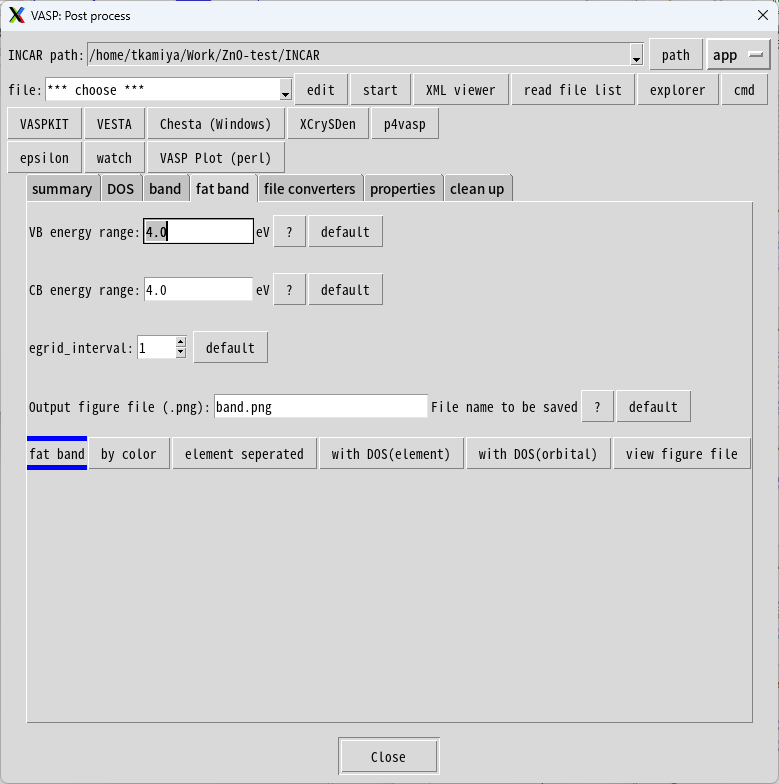 VASP: Post process
INCAR path: /home/tkamiya/Work/ZnO-test/INCAR path app
file: *** choose *** edit start XML viewer read file list explorer cmd
VASPKIT VESTA Chesta (Windows) XCrySDen p4vasp
epsilon watch VASP Plot (perl)
summary DOS band fat band file converters properties clean up
VB energy range: 4.0 eV ? default
CB energy range: 4.0 eV ? default
egrid_interval: 1 default
Output figure file (.png): band.png File name to be saved ? default
fat band by color element seperated with DOS(element) with DOS(orbital) view figure file
Close